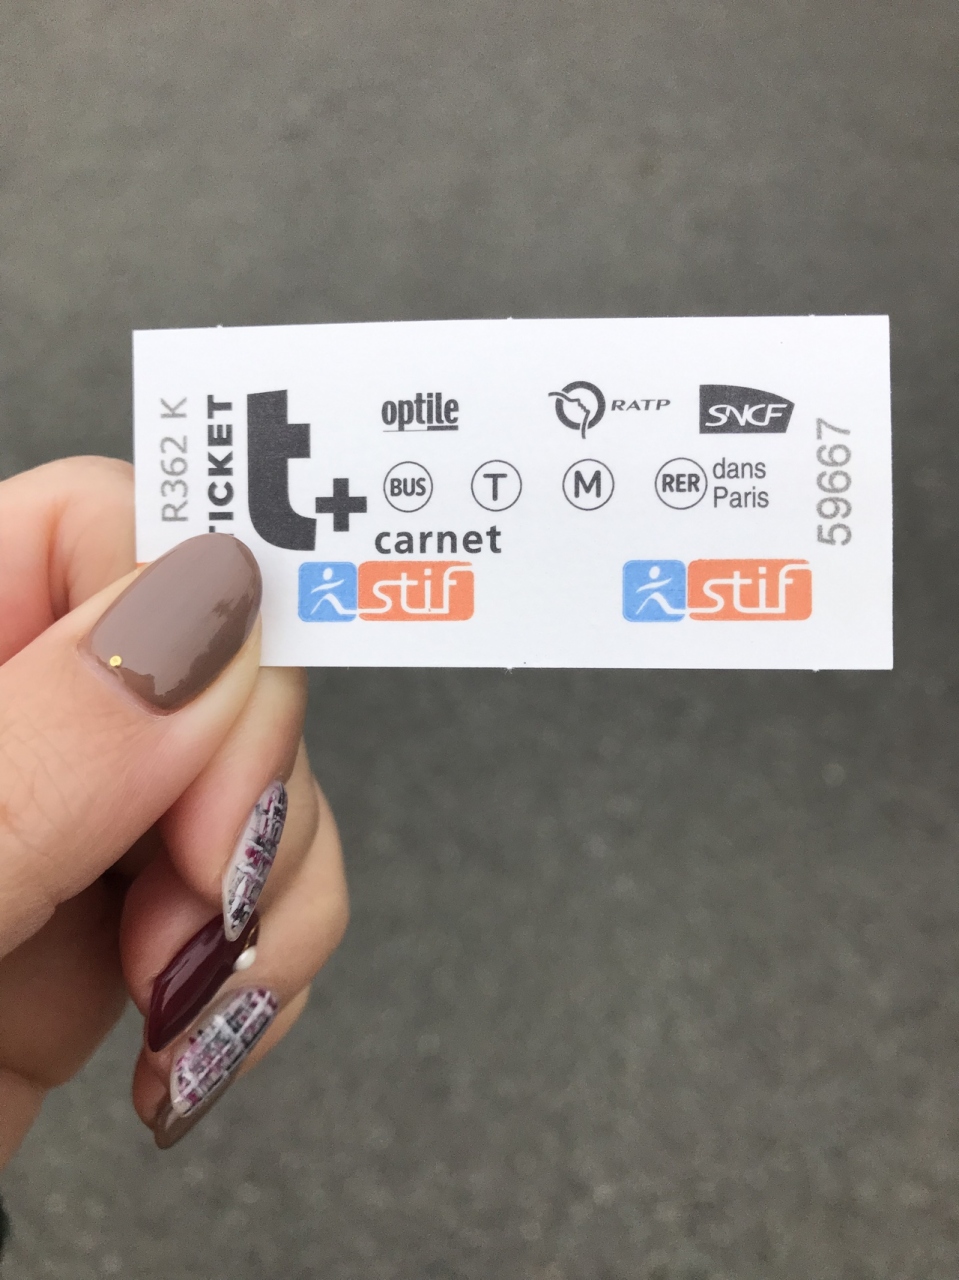 R362 K
TICKET
t+
optile
RATP
SNCF
BUS
T
M
RER
dans
Paris
carnet
stif
stif
59667